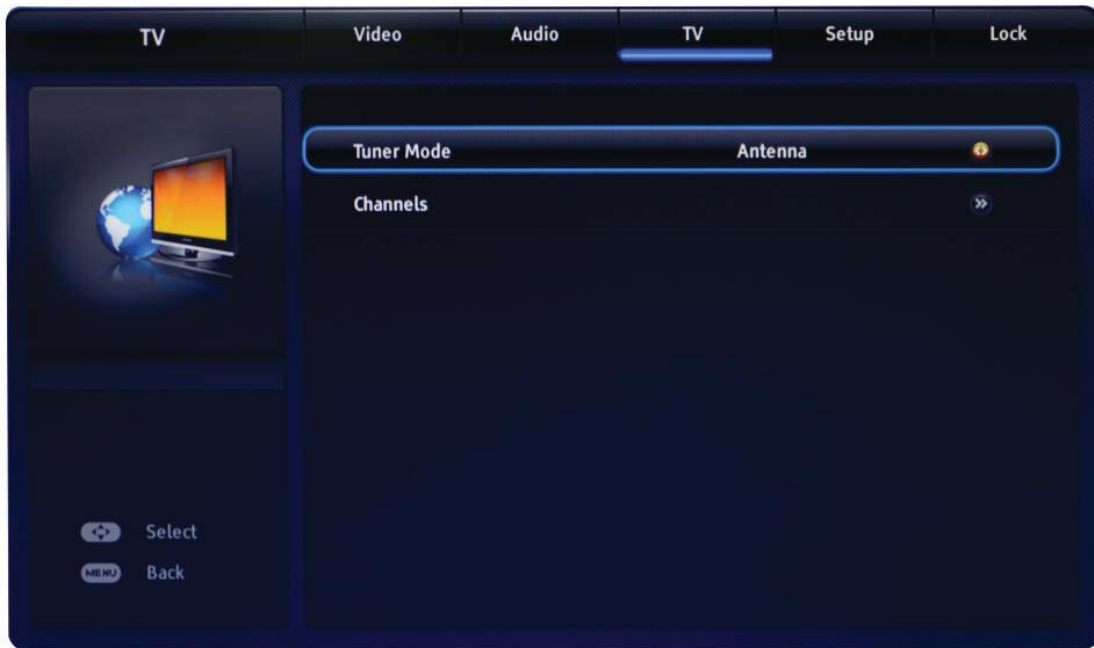 TV Video Audio TV Setup Lock
Tuner Mode Antenna
Channels
Select
MENU Back